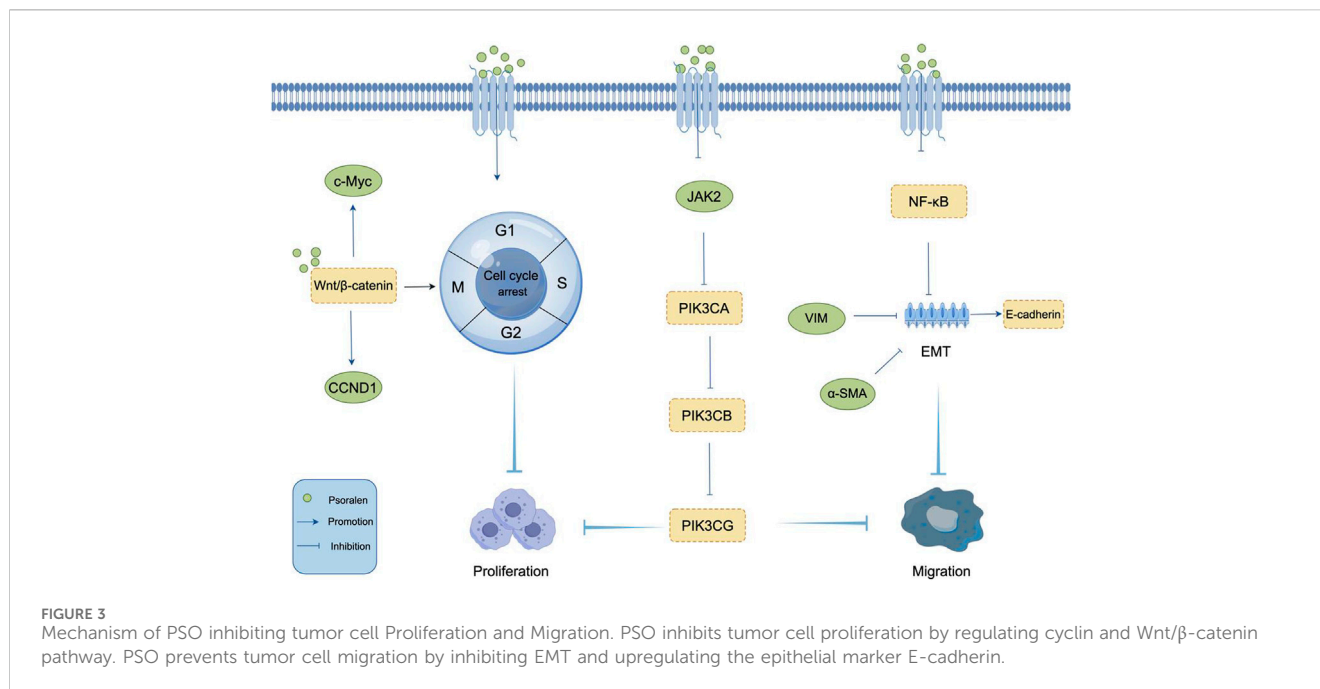 c-Myc
Wnt/β-catenin
CCND1
G1
M
S
G2
Cell cycle
arrest
JAK2
PIK3CA
PIK3CB
PIK3CG
NF-κB
VIM
α-SMA
EMT
E-cadherin
Psoralen
Promotion
Inhibition
Proliferation
Migration
FIGURE 3
Mechanism of PSO inhibiting tumor cell Proliferation and Migration. PSO inhibits tumor cell proliferation by regulating cyclin and Wnt/β-catenin
pathway. PSO prevents tumor cell migration by inhibiting EMT and upregulating the epithelial marker E-cadherin.